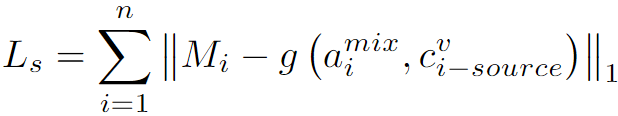 $L_s = \sum_{i=1}^{n} \left\| M_i - g\left(a_i^{mix}, c_{i-source}^{v}\right) \right\|_1$